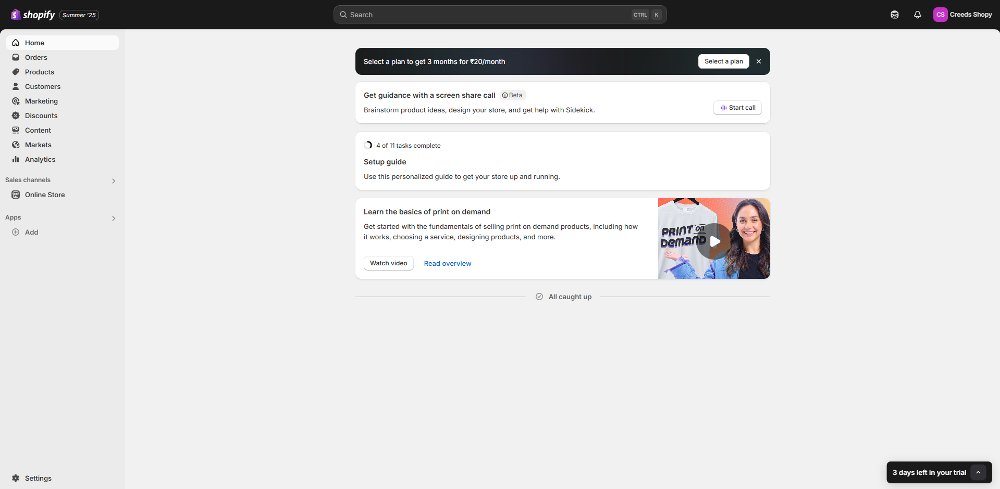 shopify Summer '25
Search CTRL K
CS Creeds Shopy
Home
Orders
Products
Customers
Marketing
Discounts
Content
Markets
Analytics
Sales channels
Online Store
Apps
Add
Settings
Select a plan to get 3 months for ₹20/month
Select a plan
Get guidance with a screen share call Beta
Brainstorm product ideas, design your store, and get help with Sidekick.
Start call
4 of 11 tasks complete
Setup guide
Use this personalized guide to get your store up and running.
Learn the basics of print on demand
Get started with the fundamentals of selling print on demand products, including how
it works, choosing a service, designing products, and more.
Watch video Read overview
PRINT ON
DEMAND
All caught up
3 days left in your trial